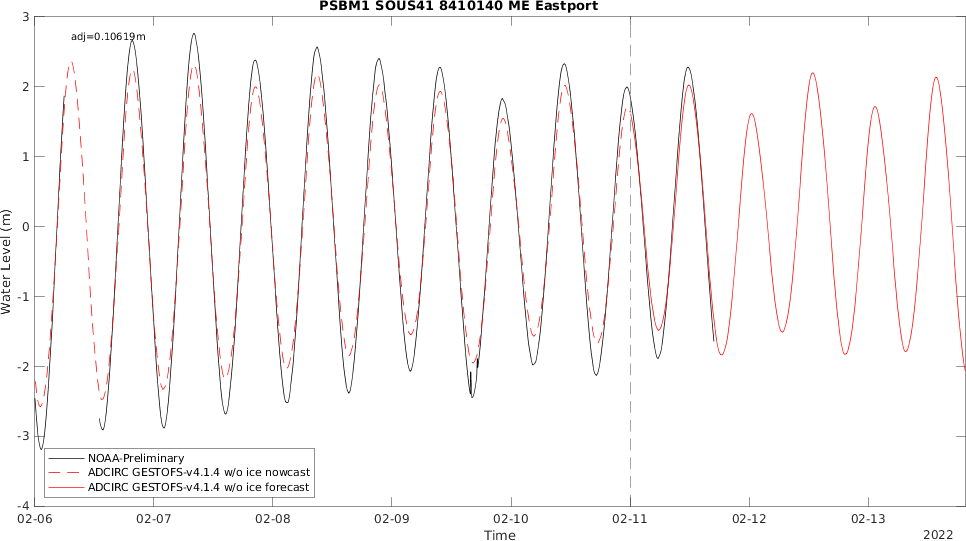 PSBM1 SOUS41 8410140 ME Eastport
adj=0.10619m
3
2
1
0
-1
-2
-3
-4
Water Level (m)
NOAA-Preliminary
ADCIRC GESTOFS-v4.1.4 w/o ice nowcast
ADCIRC GESTOFS-v4.1.4 w/o ice forecast
02-06 02-07 02-08 02-09 02-10 02-11 02-12 02-13
Time
2022